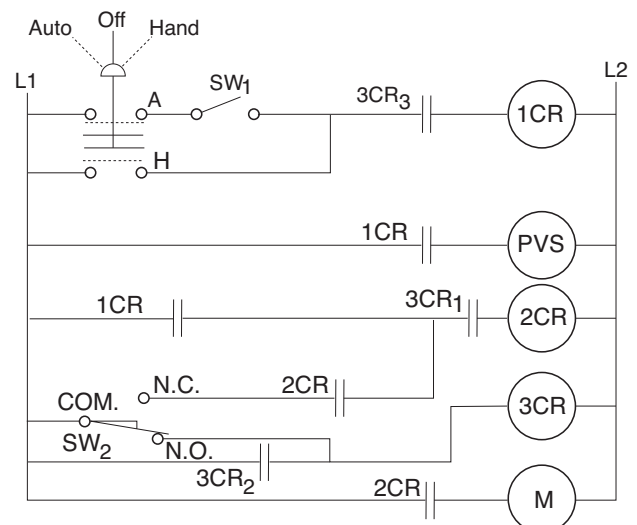 Off
Auto
Hand
L1
L2
A
SW₁
3CR₃
1CR
H
1CR
PVS
1CR
3CR₁
2CR
N.C.
2CR
3CR
COM.
SW₂
N.O.
3CR₂
2CR
M